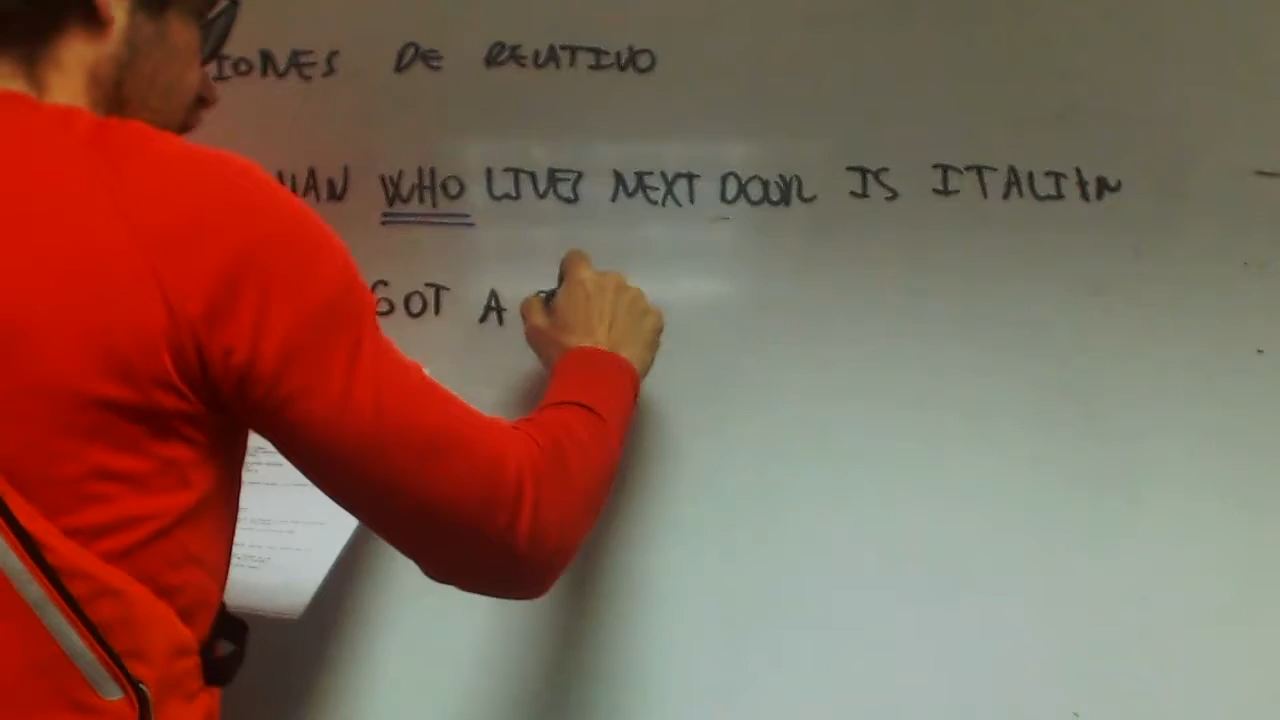 IONES DE RELATIVO
MAN WHO LIVES NEXT DOOR IS ITALIAN
GOT A